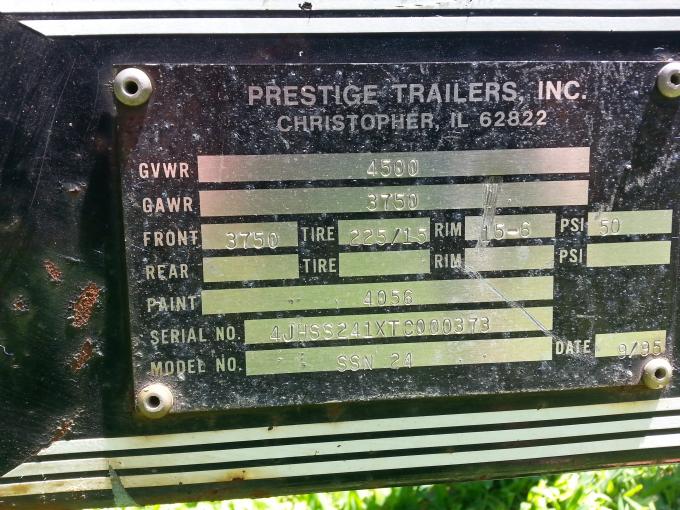 PRESTIGE TRAILERS, INC.
CHRISTOPHER, IL 62822
GVWR 4500
GAWR 3750
FRONT 3750 TIRE 225/15 RIM 15-6 PSI 50
REAR TIRE RIM PSI
PAINT 4056
SERIAL NO. 4JHSS241XTC000373
MODEL NO. SSN 24 DATE 9/95